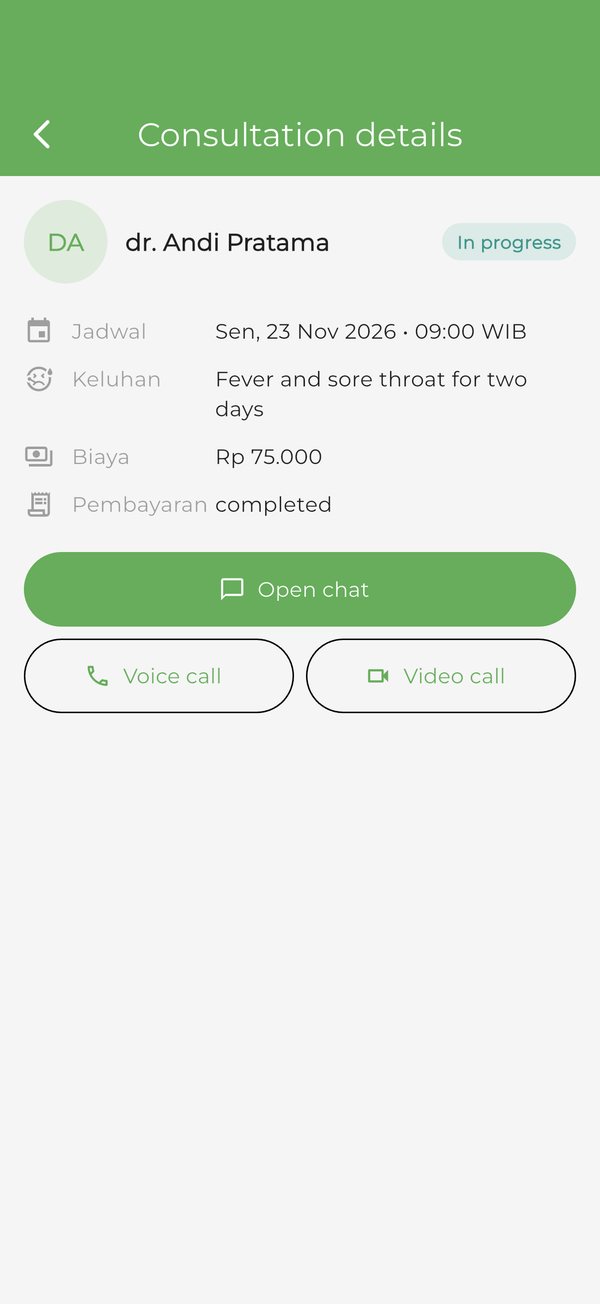 Consultation details
DA
dr. Andi Pratama
In progress
Jadwal
Sen, 23 Nov 2026 • 09:00 WIB
Keluhan
Fever and sore throat for two
days
Biaya
Rp 75.000
Pembayaran
completed
Open chat
Voice call
Video call